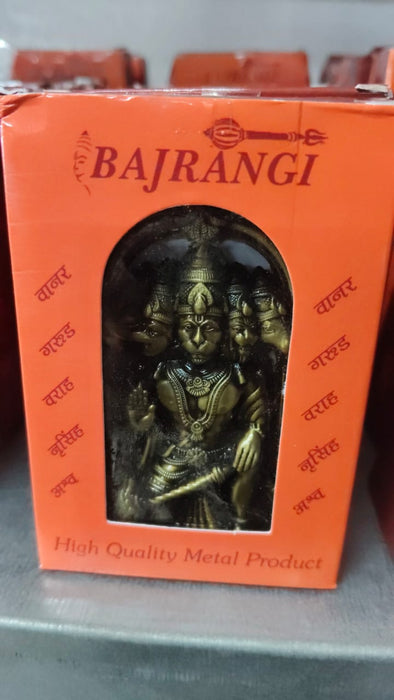 BAJRANGI
वानर
गरूड
वराह
नृसिंह
अश्व
वानर
गरूड
वराह
नृसिंह
अश्व
High Quality Metal Product